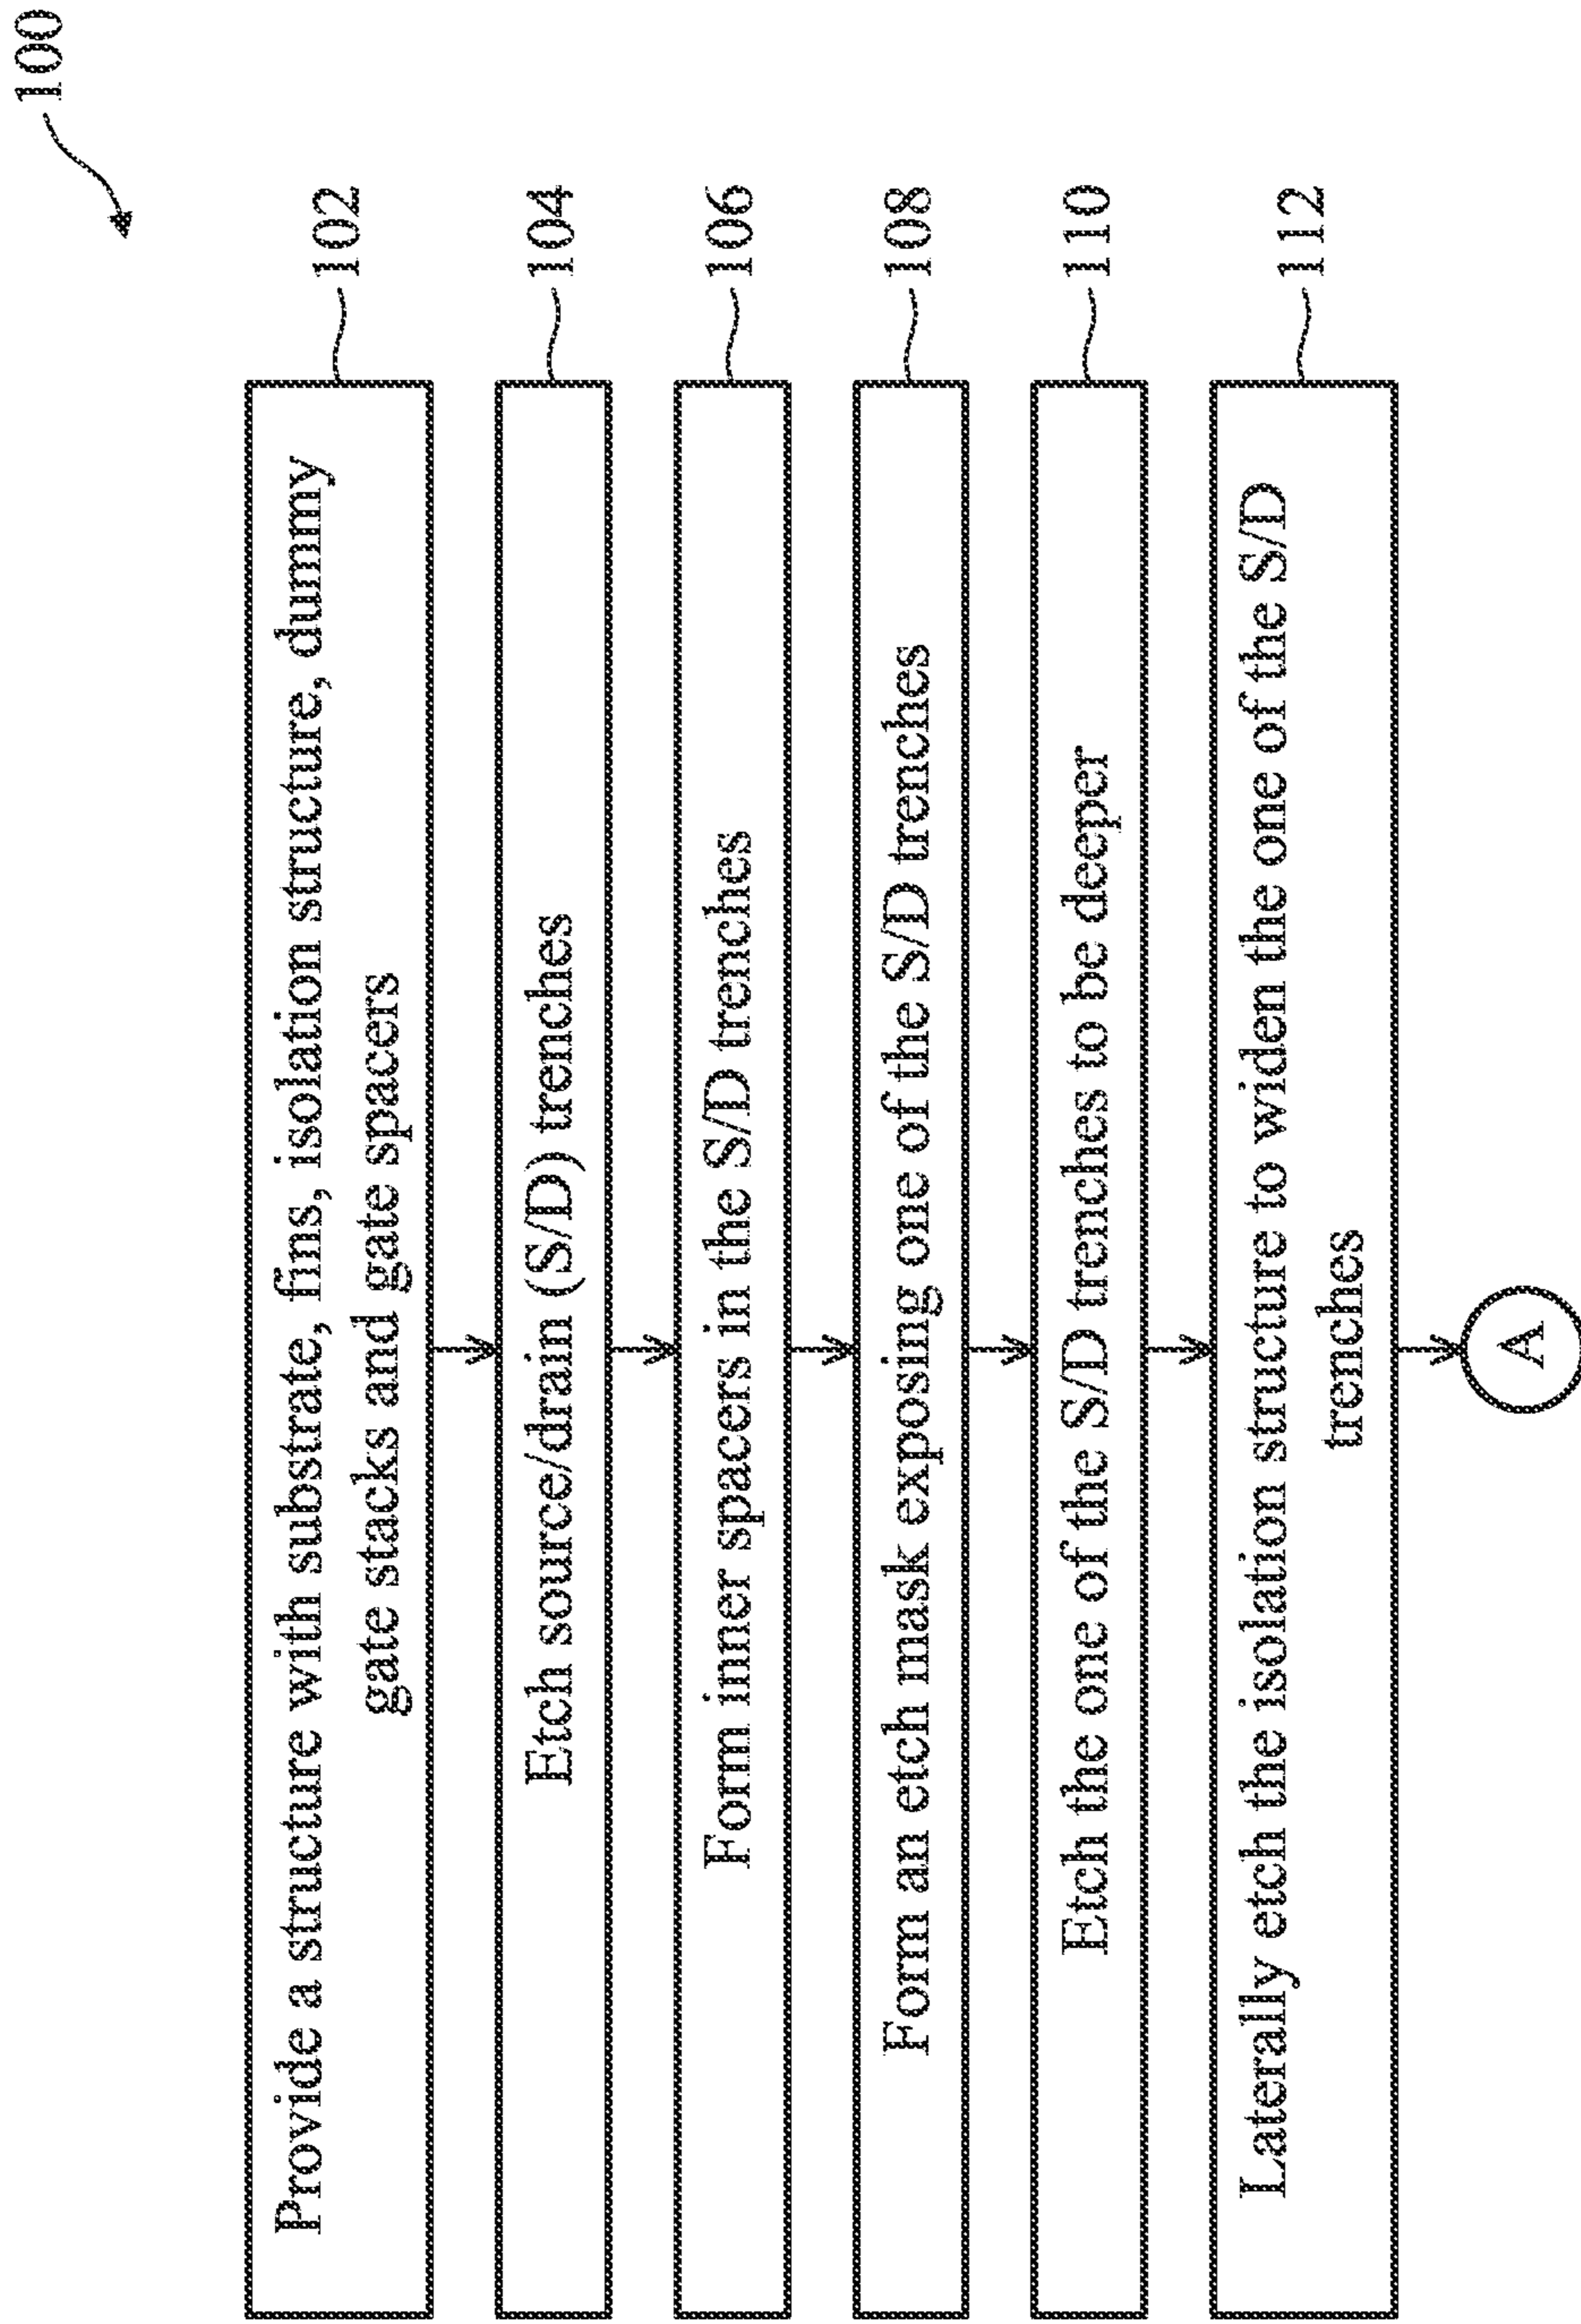 100
Provide a structure with substrate, fins, isolation structure, dummy
gate stacks and gate spacers
102
Etch source/drain (S/D) trenches
104
Form inner spacers in the S/D trenches
106
Form an etch mask exposing one of the S/D trenches
108
Etch the one of the S/D trenches to be deeper
110
Laterally etch the isolation structure to widen the one of the S/D
trenches
112
A